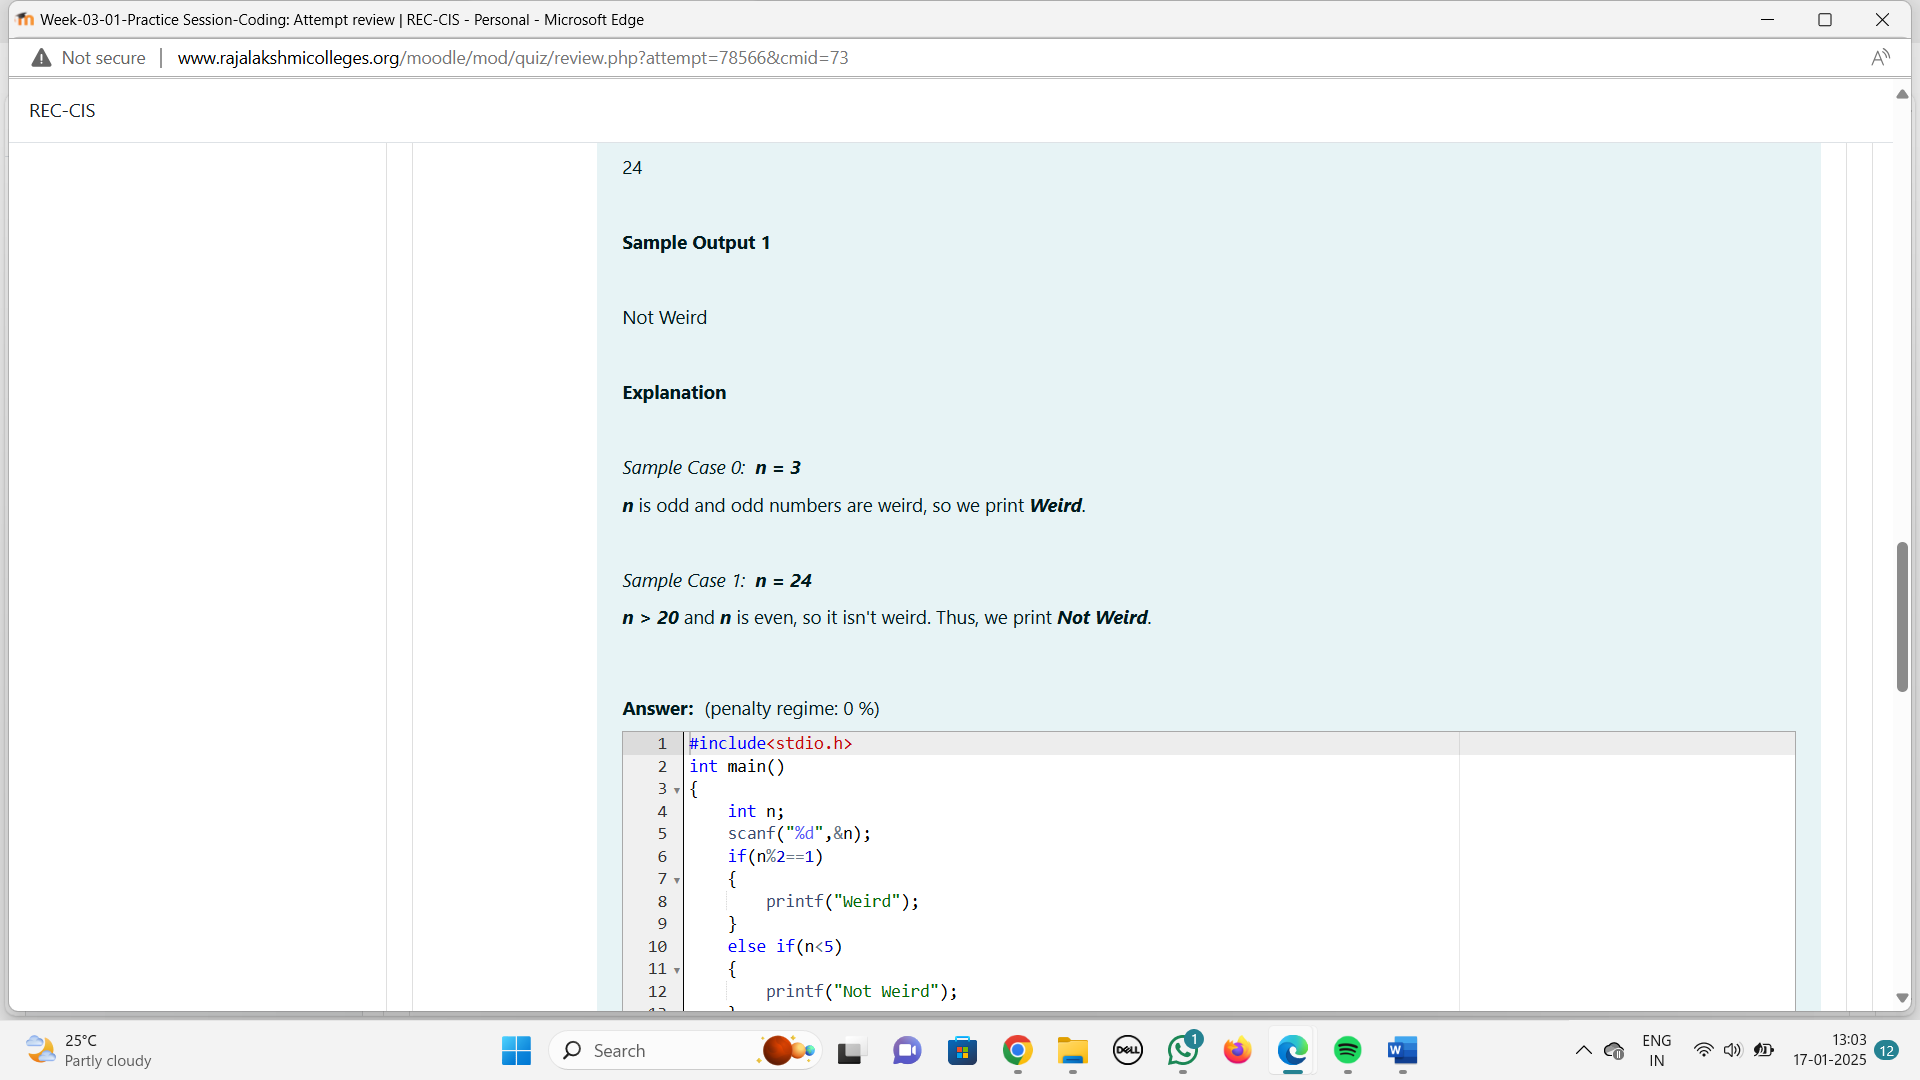 Week-03-01-Practice Session-Coding: Attempt review | REC-CIS - Personal - Microsoft Edge
Not secure | www.rajalakshmicolleges.org/moodle/mod/quiz/review.php?attempt=78566&cmid=73
REC-CIS
24
Sample Output 1
Not Weird
Explanation
Sample Case 0: n = 3
n is odd and odd numbers are weird, so we print Weird.
Sample Case 1: n = 24
n > 20 and n is even, so it isn't weird. Thus, we print Not Weird.
Answer: (penalty regime: 0 %)
1 #include<stdio.h>
2 int main()
3 {
4 int n;
5 scanf("%d",&n);
6 if(n%2==1)
7 {
8 printf("Weird");
9 }
10 else if(n<5)
11 {
12 printf("Not Weird");
25°C
Partly cloudy
Search
DELL
1
W
ENG
IN
13:03
17-01-2025
12